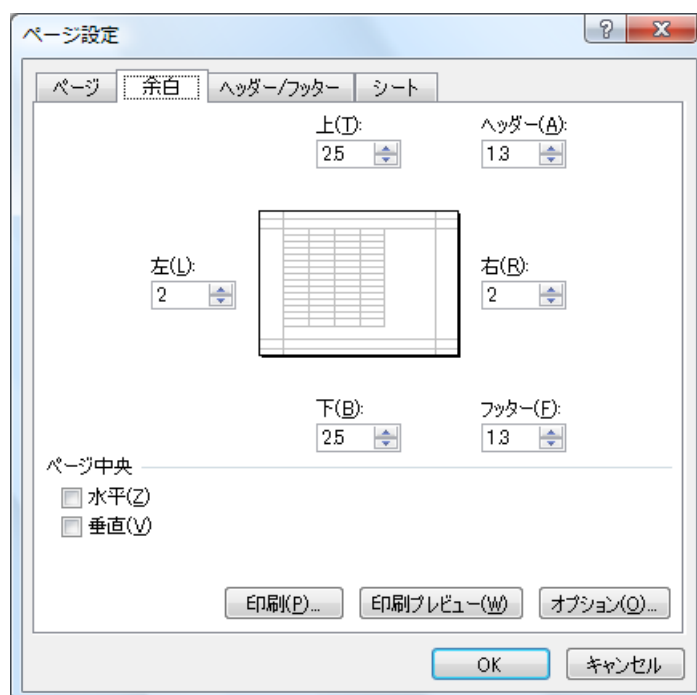 ページ設定
?
ページ 余白 ヘッダー/フッター シート
上(T): ヘッダー(A):
2.5 1.3
左(L): 右(R):
2 2
下(B): フッター(F):
2.5 1.3
ページ中央
水平(Z)
垂直(V)
印刷(P)... 印刷プレビュー(W) オプション(O)...
OK キャンセル